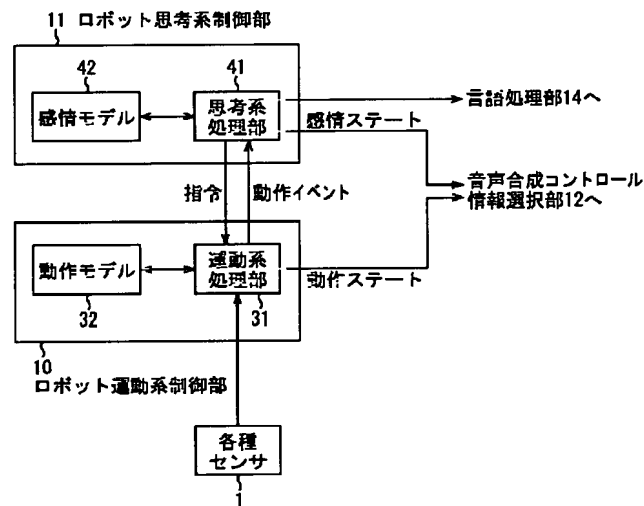 11 ロボット思考系制御部
42
41
感情モデル
思考系
処理部
言語処理部14へ
感情ステート
指令
動作イベント
音声合成コントロール
情報選択部12へ
動作モデル
運動系
処理部
動作ステート
32
31
10
ロボット運動系制御部
各種
センサ
1